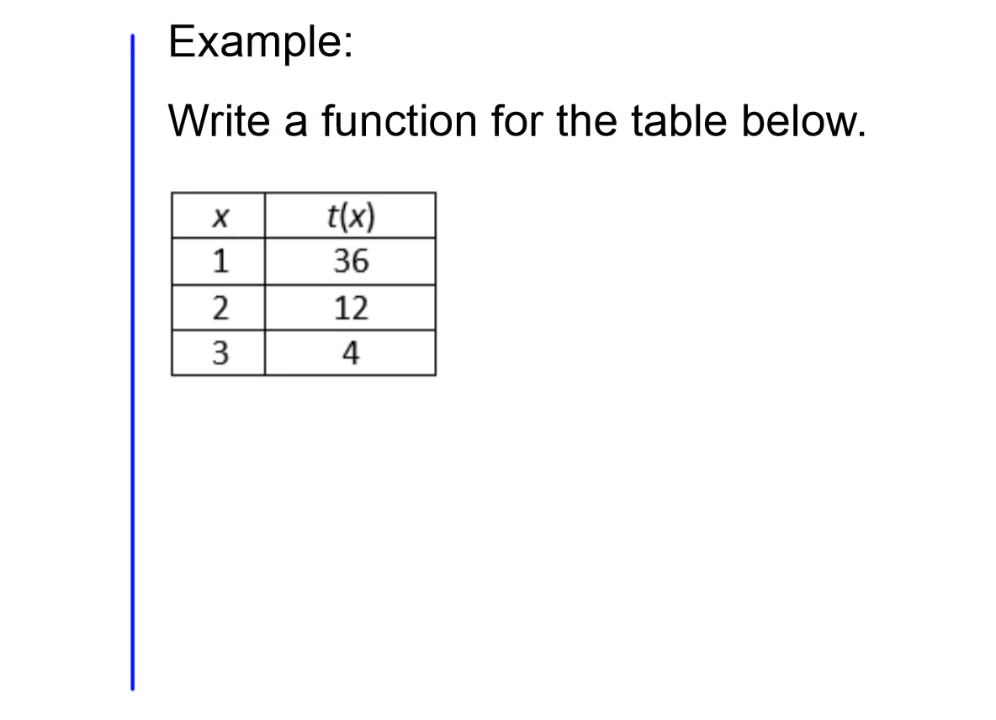 Example:
Write a function for the table below.
x t(x)
1 36
2 12
3 4